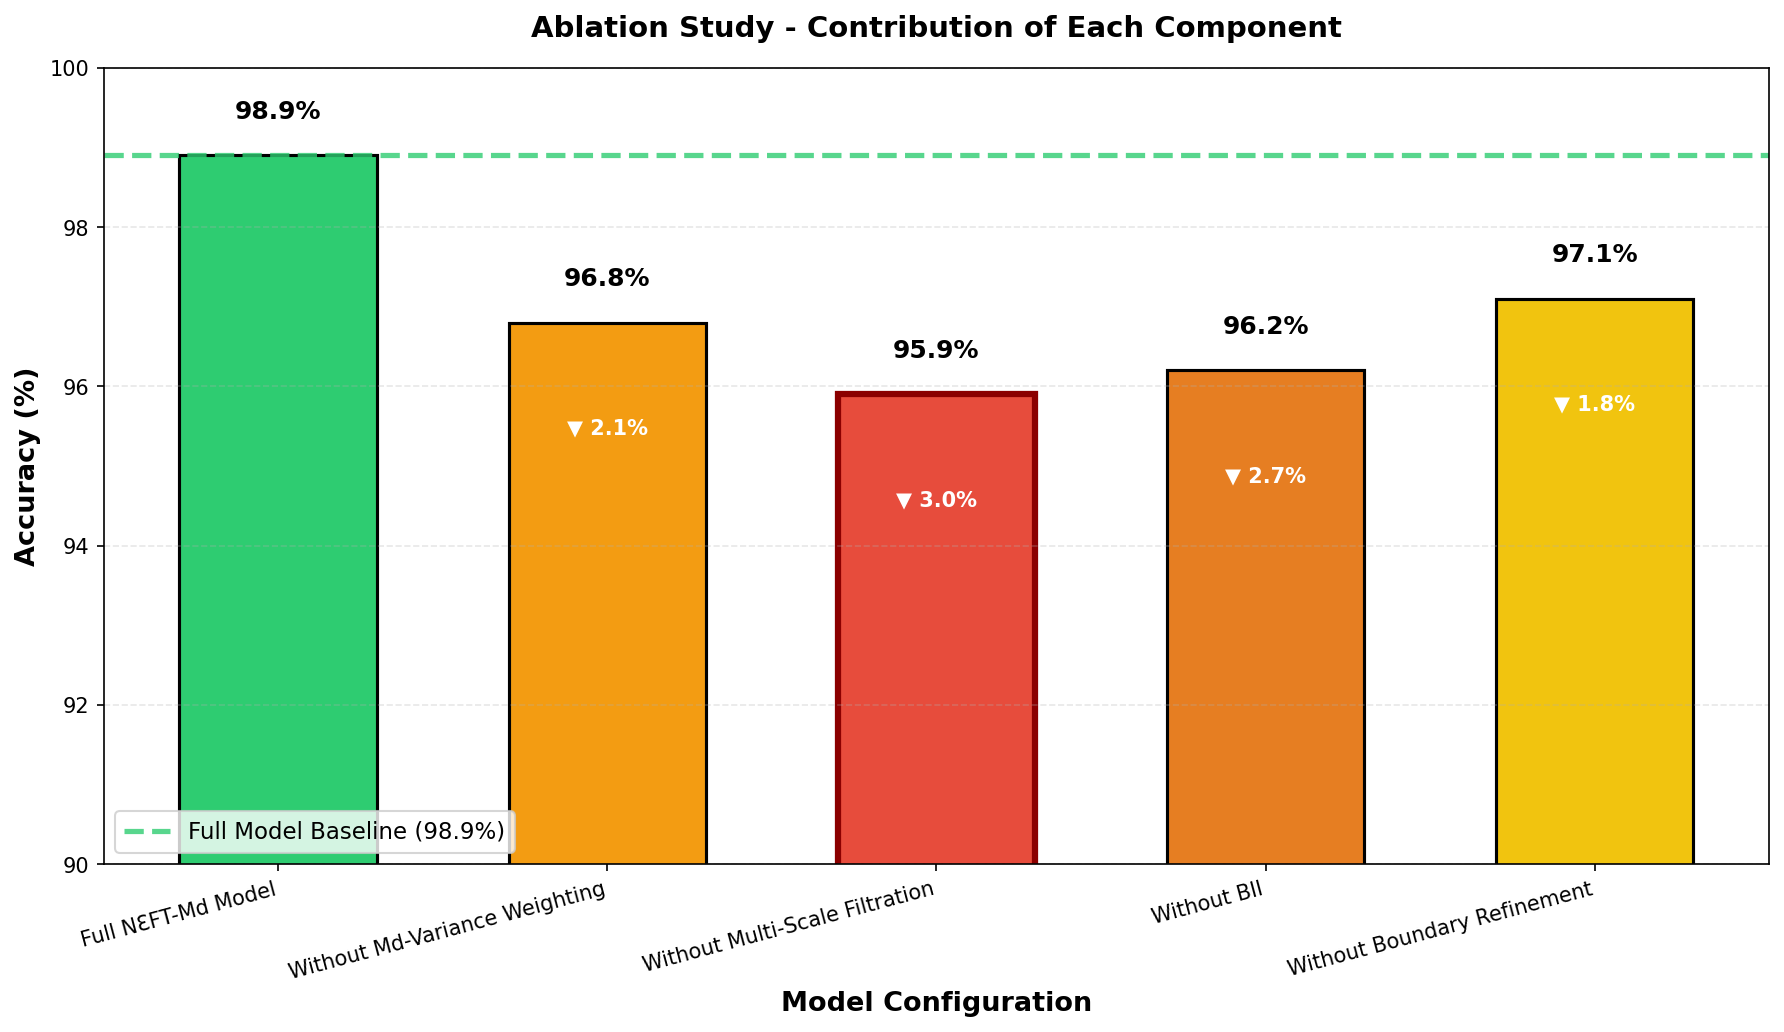 Ablation Study - Contribution of Each Component
Accuracy (%)
100
98
96
94
92
90
98.9%
96.8%
▼ 2.1%
95.9%
▼ 3.0%
96.2%
▼ 2.7%
97.1%
▼ 1.8%
Full Model Baseline (98.9%)
Full NƐFT-Md Model
Without Md-Variance Weighting
Without Multi-Scale Filtration
Without BII
Without Boundary Refinement
Model Configuration